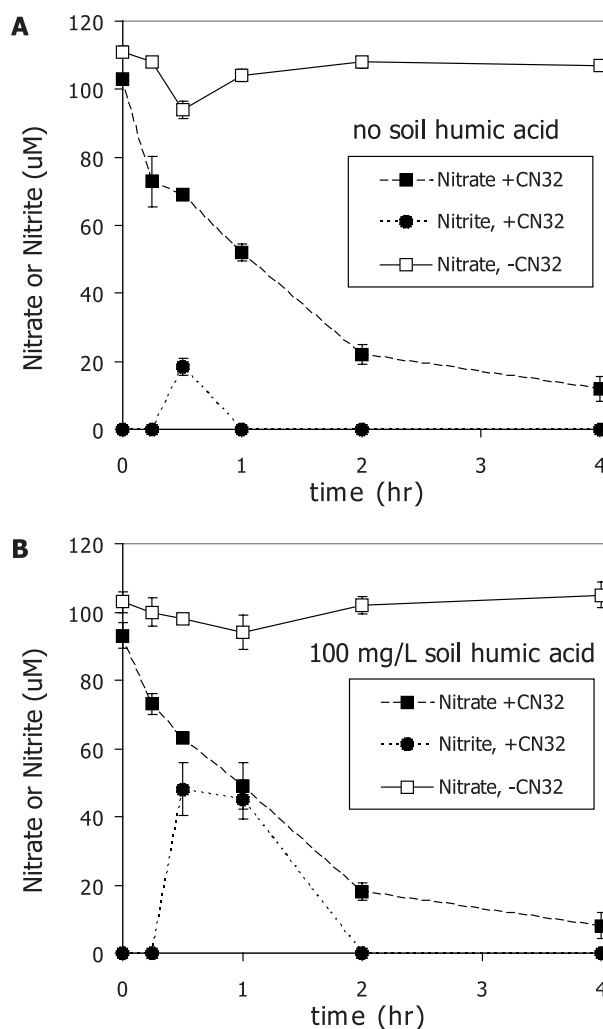 A
120
100
80
60
40
20
0
Nitrate or Nitrite (uM)
no soil humic acid
Nitrate +CN32
Nitrite, +CN32
Nitrate, -CN32
0 1 2 3 4
time (hr)
B
120
100
80
60
40
20
0
Nitrate or Nitrite (uM)
100 mg/L soil humic acid
Nitrate +CN32
Nitrite, +CN32
Nitrate, -CN32
0 1 2 3 4
time (hr)